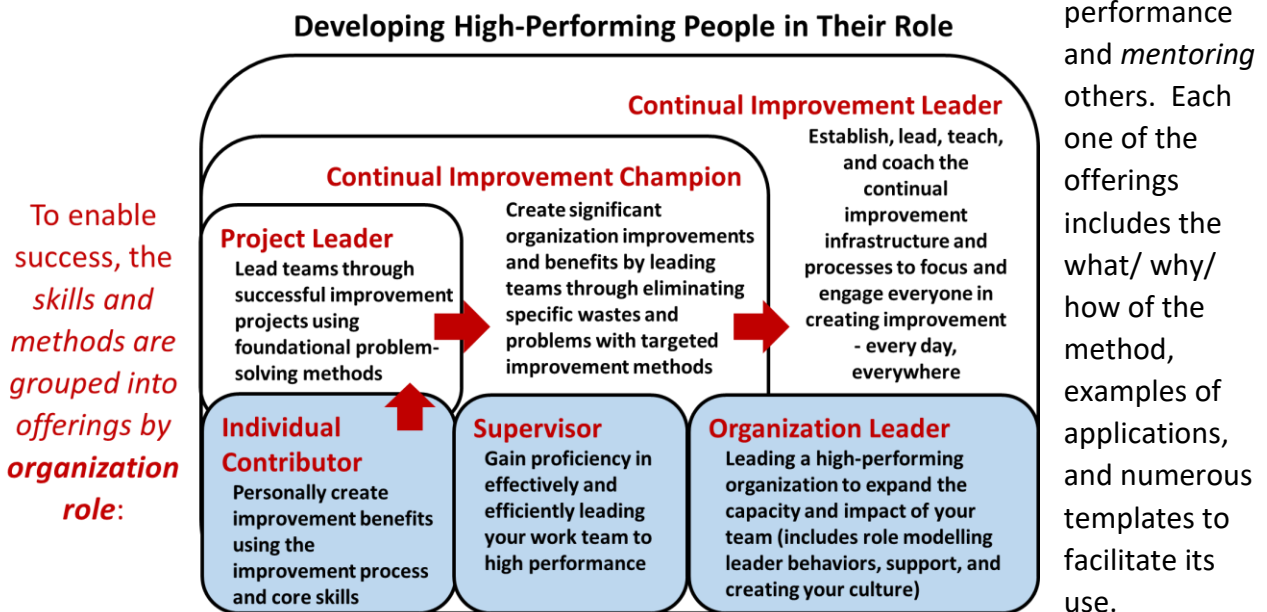 Developing High-Performing People in Their Role
To enable
success, the
skills and
methods are
grouped into
offerings by
organization
role:
Continual Improvement Leader
Establish, lead, teach,
and coach the
continual
improvement
infrastructure and
processes to focus and
engage everyone in
creating improvement
- every day,
everywhere
Continual Improvement Champion
Create significant
organization improvements
and benefits by leading
teams through eliminating
specific wastes and
problems with targeted
improvement methods
Project Leader
Lead teams through
successful improvement
projects using
foundational problem-
solving methods
Individual
Contributor
Personally create
improvement benefits
using the
improvement process
and core skills
Supervisor
Gain proficiency in
effectively and
efficiently leading
your work team to
high performance
Organization Leader
Leading a high-performing
organization to expand the
capacity and impact of your
team (includes role modelling
leader behaviors, support, and
creating your culture)
performance
and mentoring
others. Each
one of the
offerings
includes the
what/ why/
how of the
method,
examples of
applications,
and numerous
templates to
facilitate its
use.